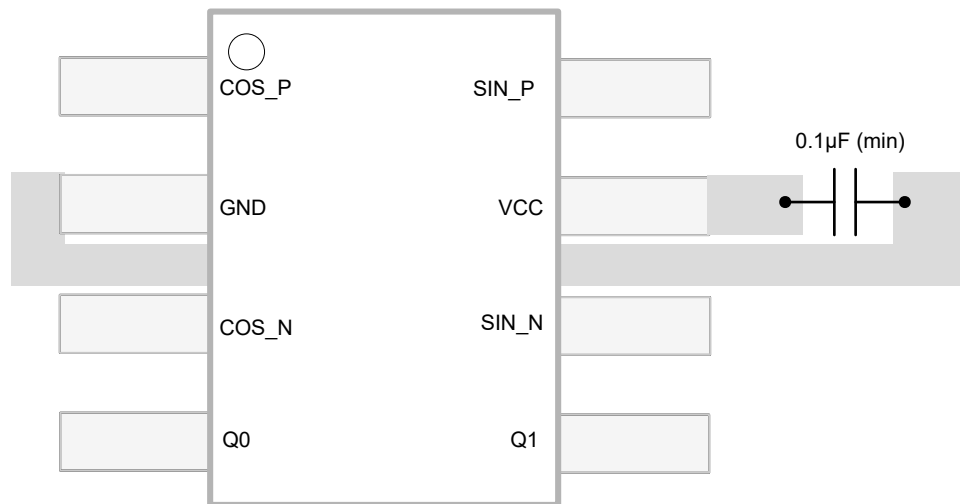 COS_P
SIN_P
0.1µF (min)
GND
VCC
COS_N
SIN_N
Q0
Q1